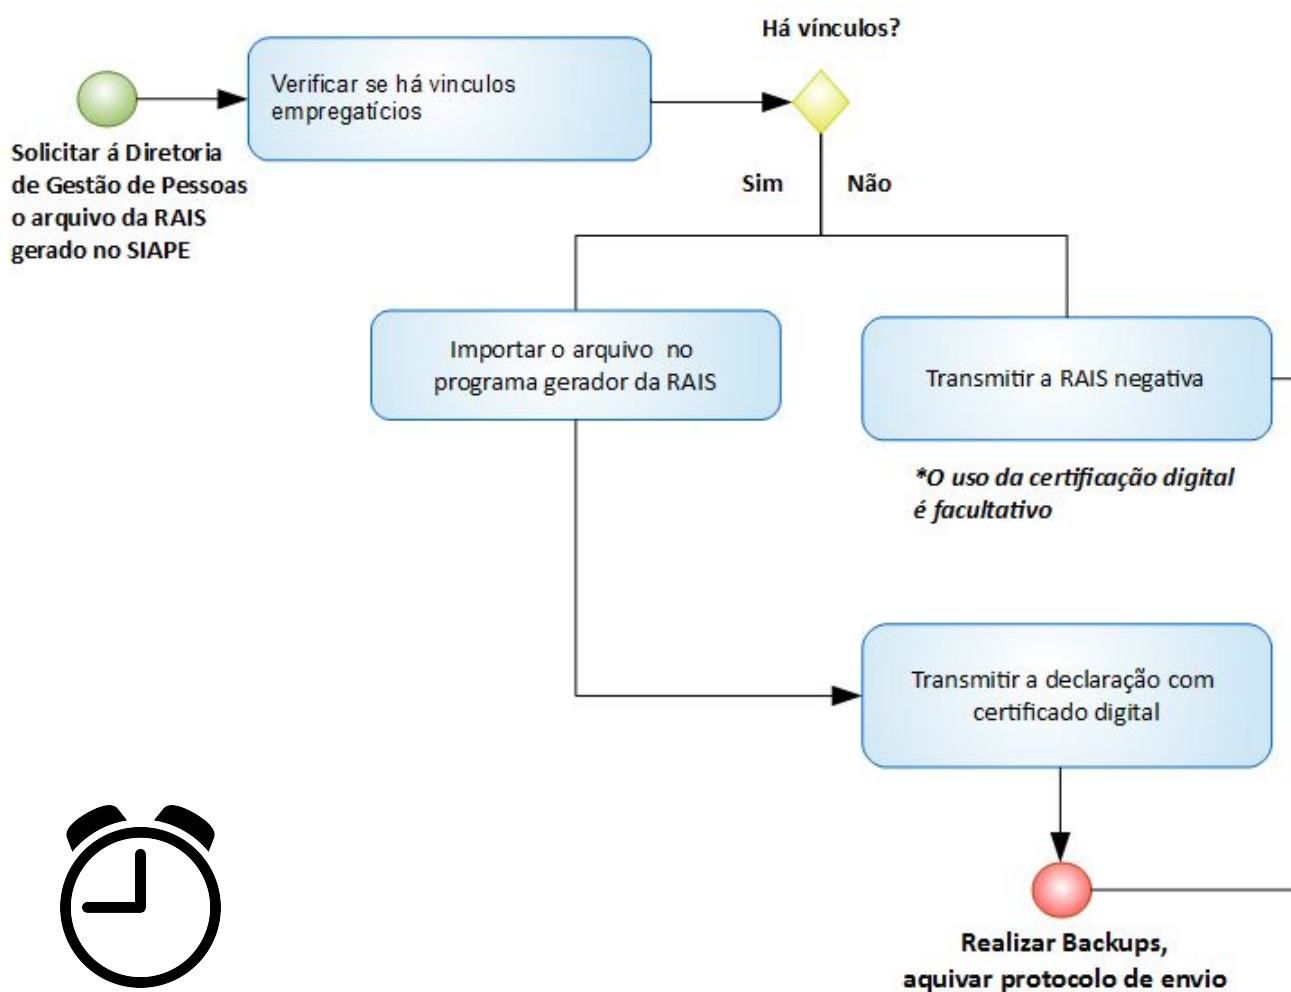 Há vínculos?
Verificar se há vinculos
empregatícios
Solicitar á Diretoria
de Gestão de Pessoas
o arquivo da RAIS
gerado no SIAPE
Sim
Não
Importar o arquivo no
programa gerador da RAIS
Transmitir a RAIS negativa
*O uso da certificação digital
é facultativo
Transmitir a declaração com
certificado digital
Realizar Backups,
aquivar protocolo de envio